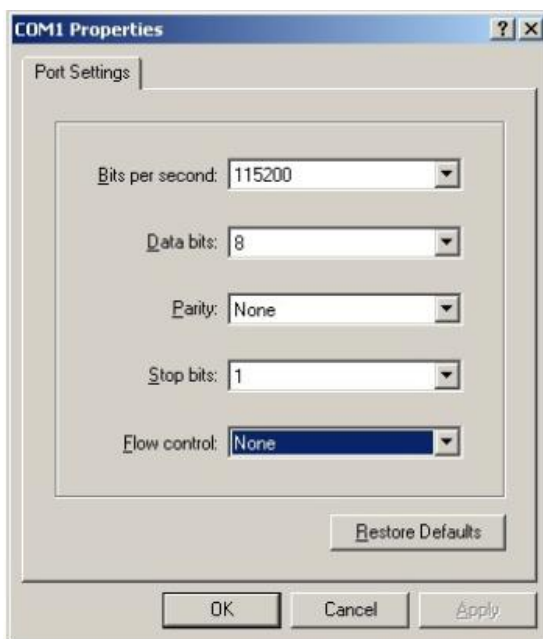 COM1 Properties
Port Settings
Bits per second: 115200
Data bits: 8
Parity: None
Stop bits: 1
Flow control: None
Restore Defaults
OK Cancel Apply